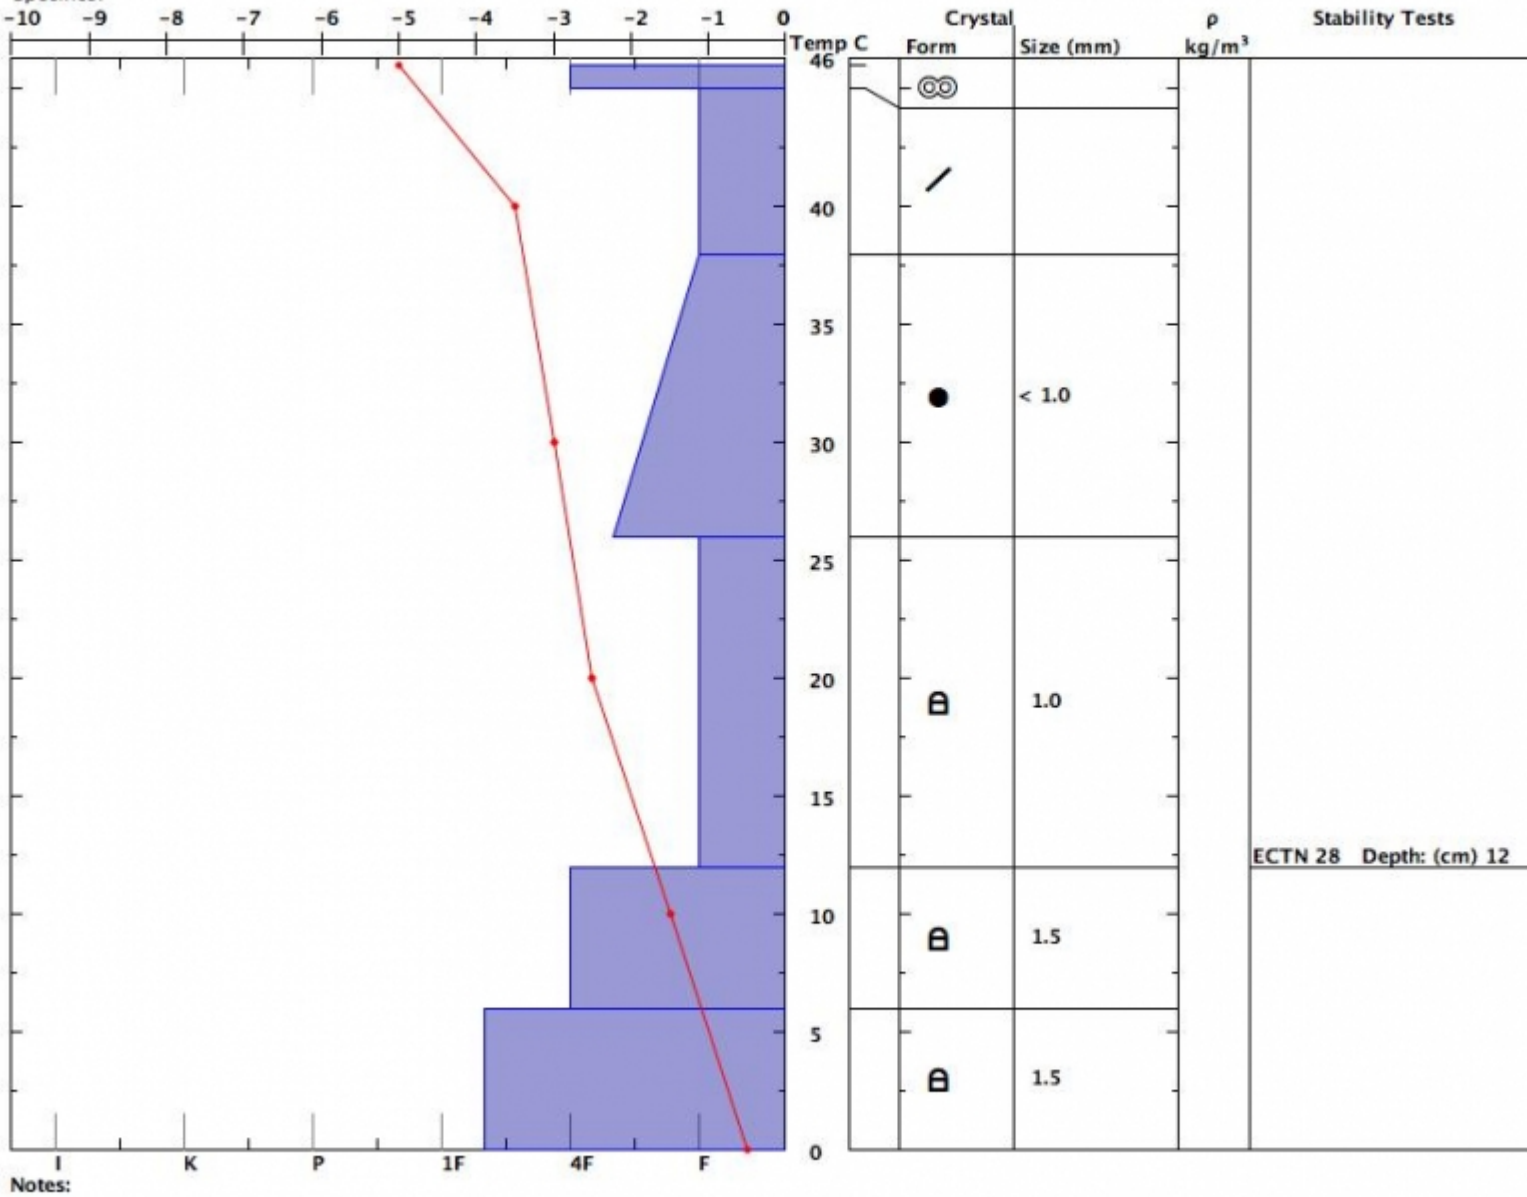 -10 -9 -8 -7 -6 -5 -4 -3 -2 -1 0 Crystal ρ Stability Tests
Temp C Form Size (mm) kg/m³
46
40
35
< 1.0
30
25
20
1.0
15
ECTN 28 Depth: (cm) 12
10
1.5
5
1.5
0
I K P 1F 4F F
Notes: